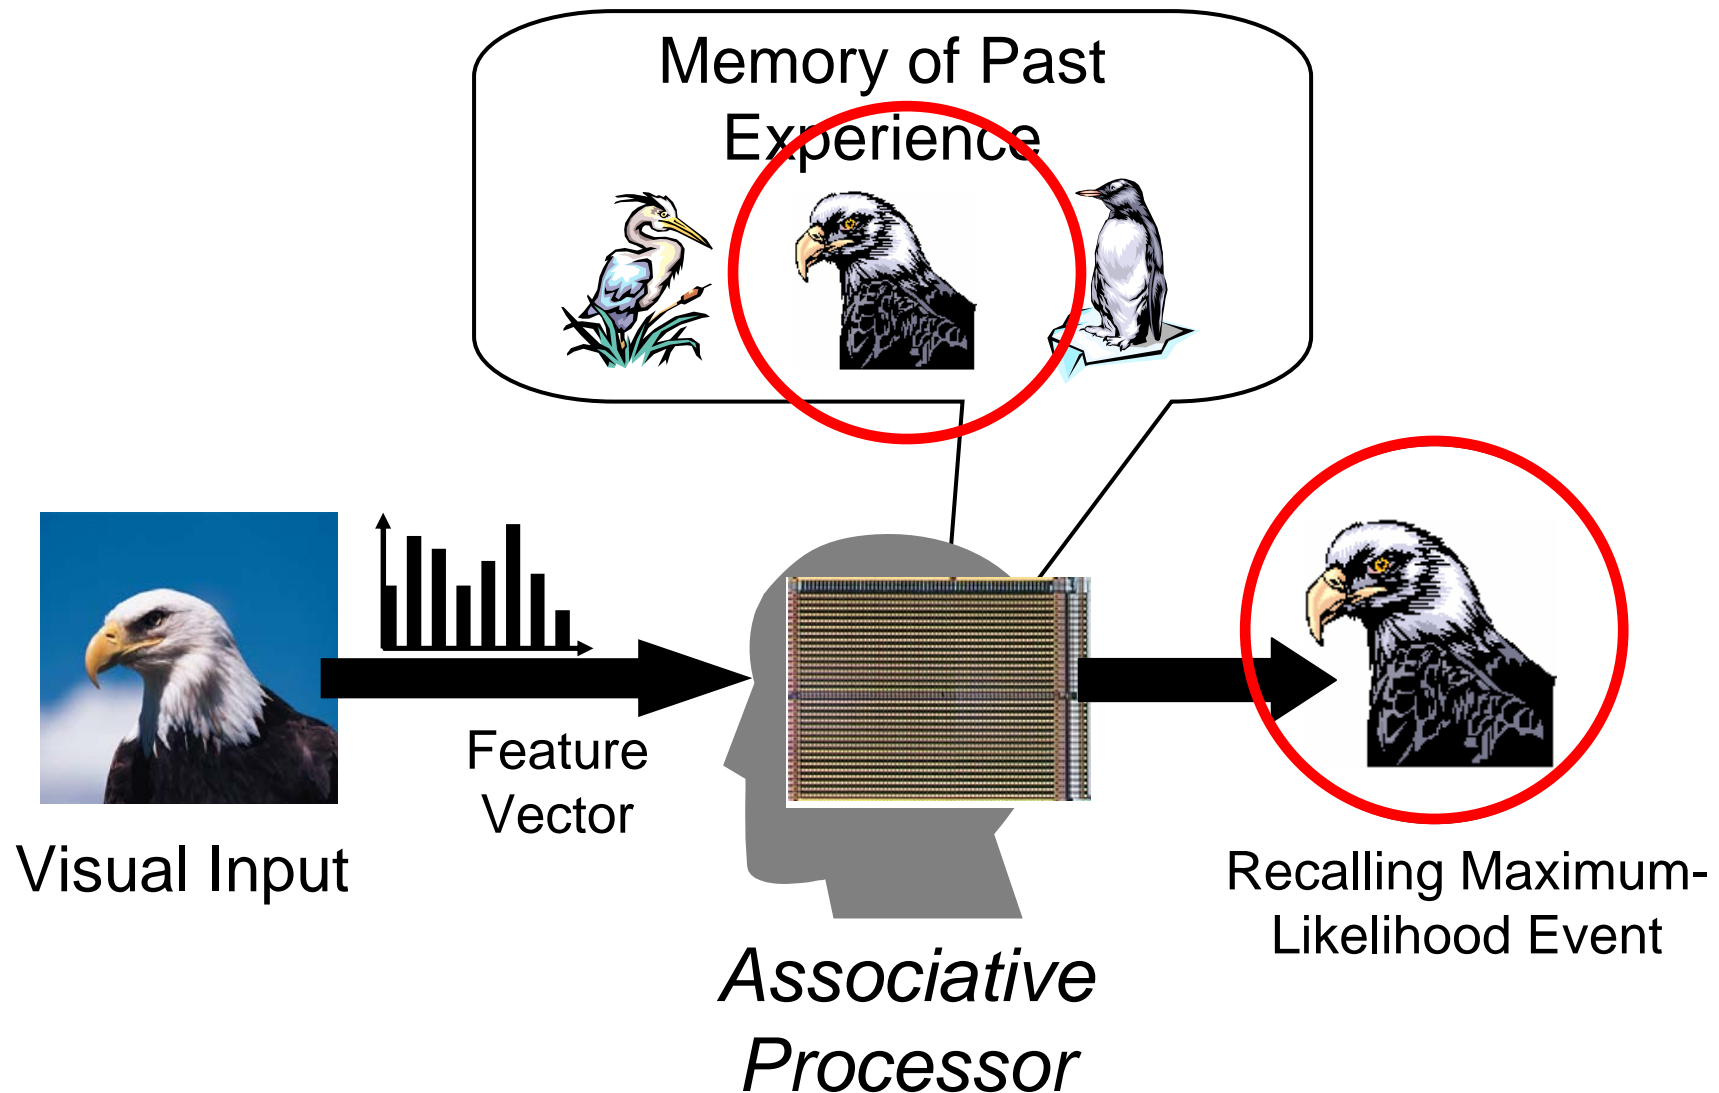 Memory of Past
Experience
Feature
Vector
Visual Input
Recalling Maximum-
Likelihood Event
Associative
Processor